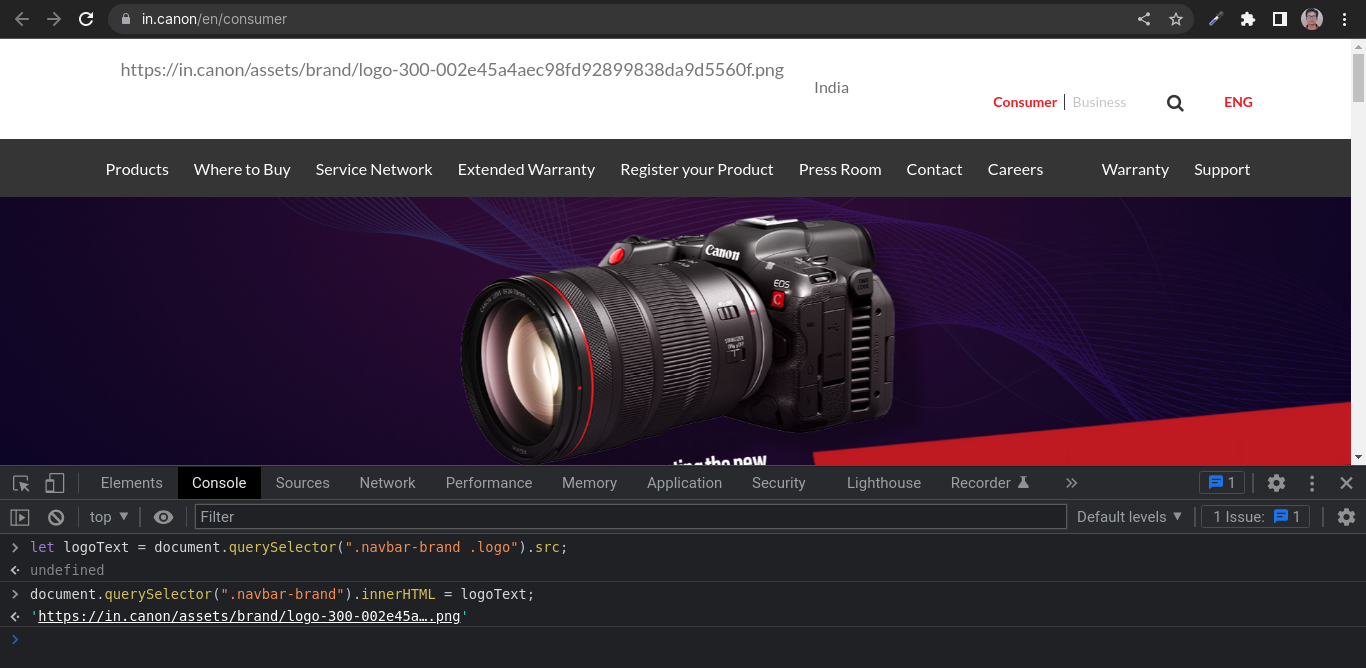 in.canon/en/consumer
https://in.canon/assets/brand/logo-300-002e45a4aec98fd92899838da9d5560f.png
India
Consumer Business ENG
Products Where to Buy Service Network Extended Warranty Register your Product Press Room Contact Careers Warranty Support
Canon
EOS
C
Elements Console Sources Network Performance Memory Application Security Lighthouse Recorder 1
top Filter Default levels 1 Issue: 1
let logoText = document.querySelector(".navbar-brand .logo").src;
undefined
document.querySelector(".navbar-brand").innerHTML = logoText;
'https://in.canon/assets/brand/logo-300-002e45a….png'